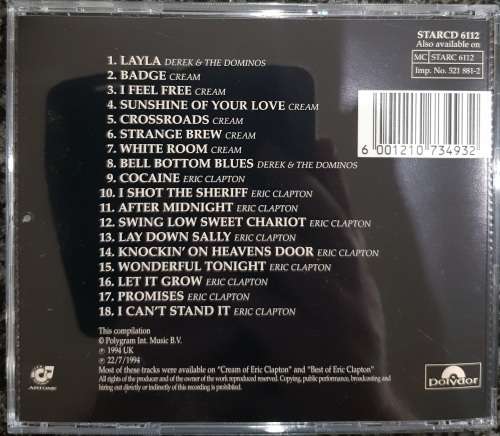 STARCD 6112
Also available on
MC STARC 6112
Imp. No. 521 881-2
6 001210 734932
1. LAYLA DEREK & THE DOMINOS
2. BADGE CREAM
3. I FEEL FREE CREAM
4. SUNSHINE OF YOUR LOVE CREAM
5. CROSSROADS CREAM
6. STRANGE BREW CREAM
7. WHITE ROOM CREAM
8. BELL BOTTOM BLUES DEREK & THE DOMINOS
9. COCAINE ERIC CLAPTON
10. I SHOT THE SHERIFF ERIC CLAPTON
11. AFTER MIDNIGHT ERIC CLAPTON
12. SWING LOW SWEET CHARIOT ERIC CLAPTON
13. LAY DOWN SALLY ERIC CLAPTON
14. KNOCKIN' ON HEAVENS DOOR ERIC CLAPTON
15. WONDERFUL TONIGHT ERIC CLAPTON
16. LET IT GROW ERIC CLAPTON
17. PROMISES ERIC CLAPTON
18. I CAN'T STAND IT ERIC CLAPTON
This compilation
© Polygram Int. Music B.V.
℗ 1994 UK
℗ 22/7/1994
Most of these tracks were available on "Cream of Eric Clapton" and "Best of Eric Clapton"
All rights of the producer and of the owner of the work reproduced reserved. Copying, public performance, broadcasting and
hiring out directly or indirectly of this recording is prohibited.
Polydor